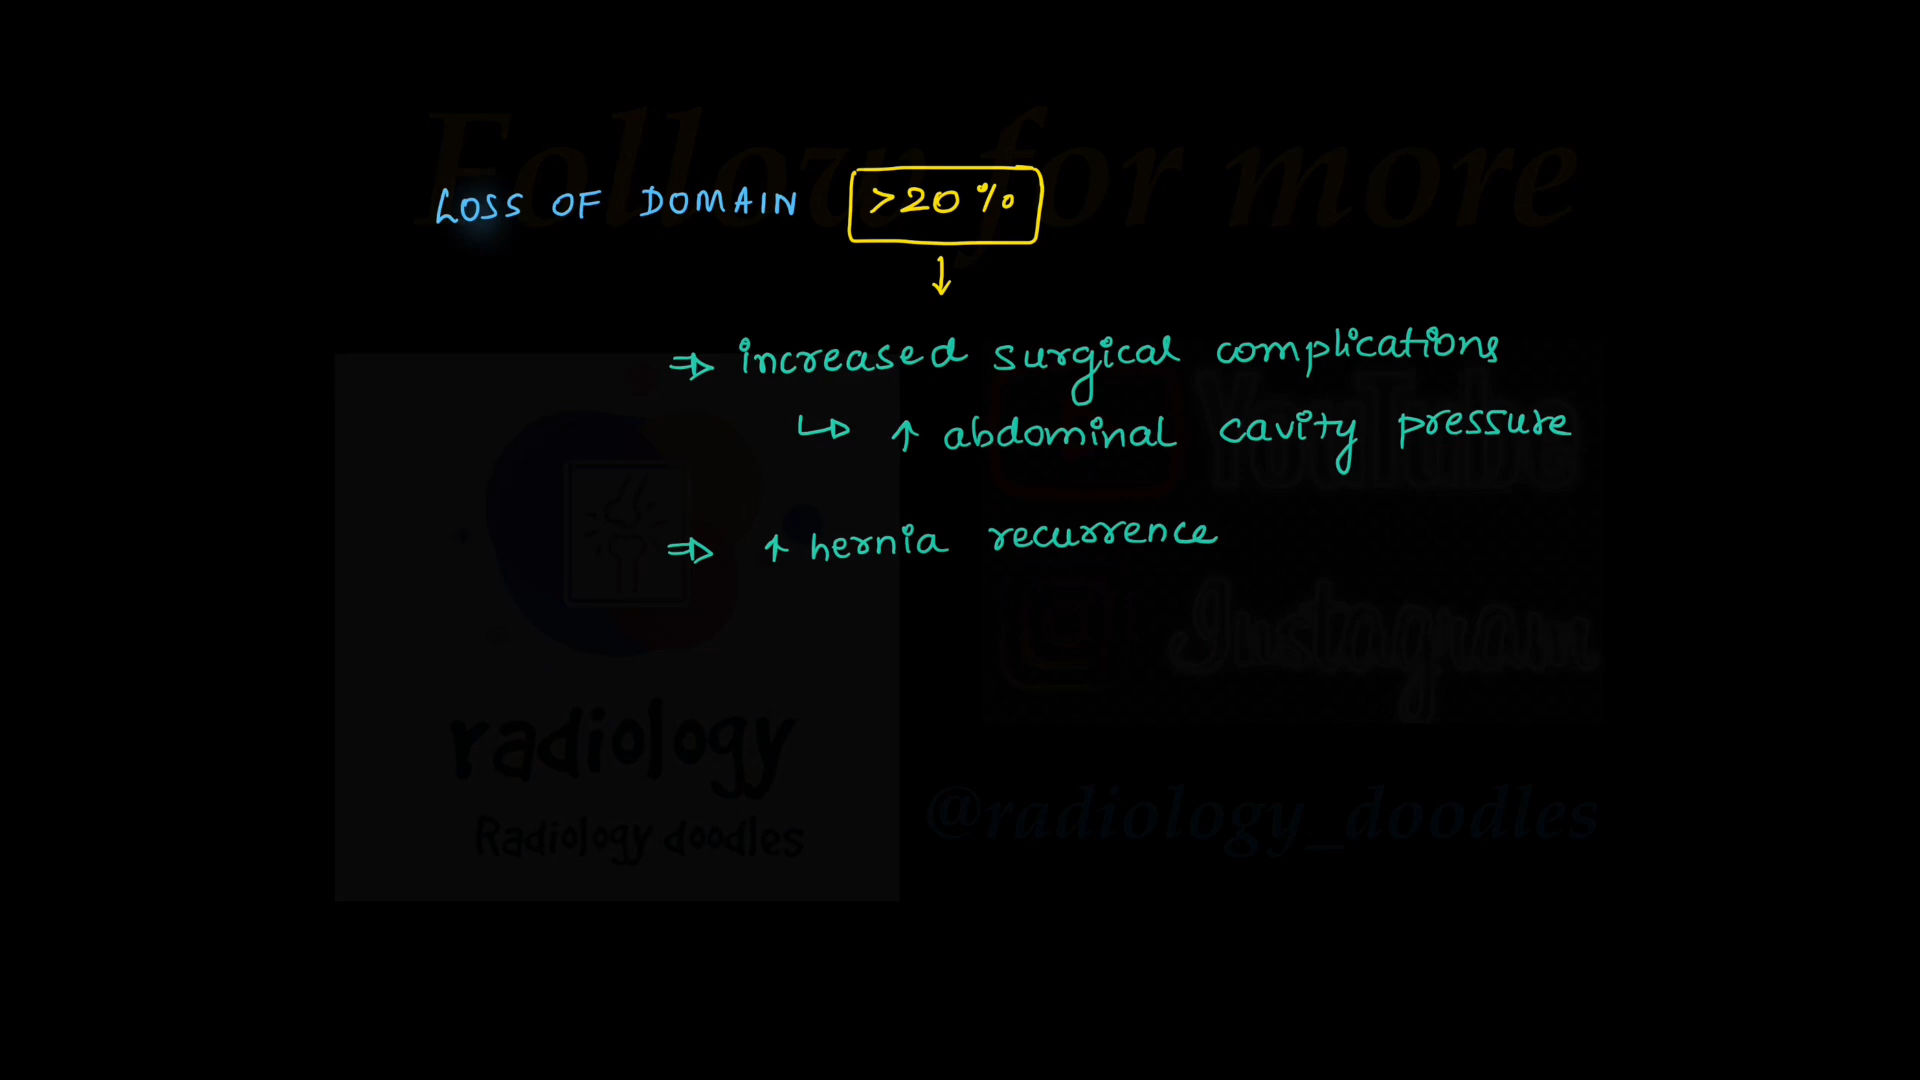 Follow for more
LOSS OF DOMAIN >20%
↓
⇒ increased surgical complications
↳ ↑ abdominal cavity pressure
YouTube
⇒ ↑ hernia recurrence
Instagram
radiology
Radiology doodles
@radiology_doodles